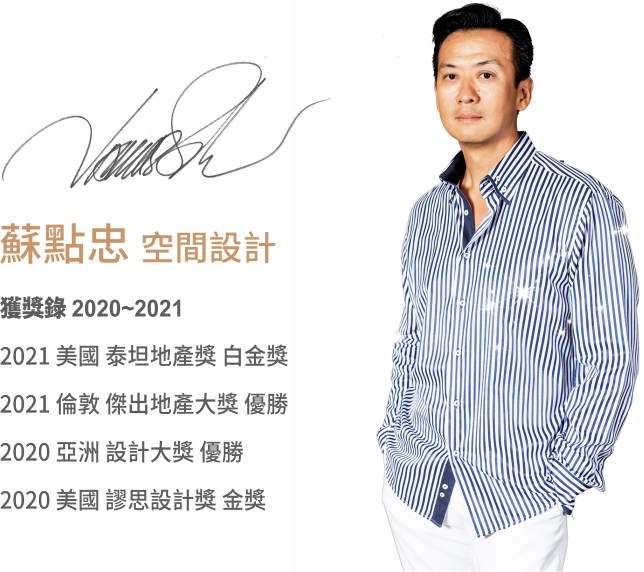 蘇點忠 空間設計
獲獎錄 2020~2021
2021 美國 泰坦地產獎 白金獎
2021 倫敦 傑出地產大獎 優勝
2020 亞洲 設計大獎 優勝
2020 美國 謬思設計獎 金獎